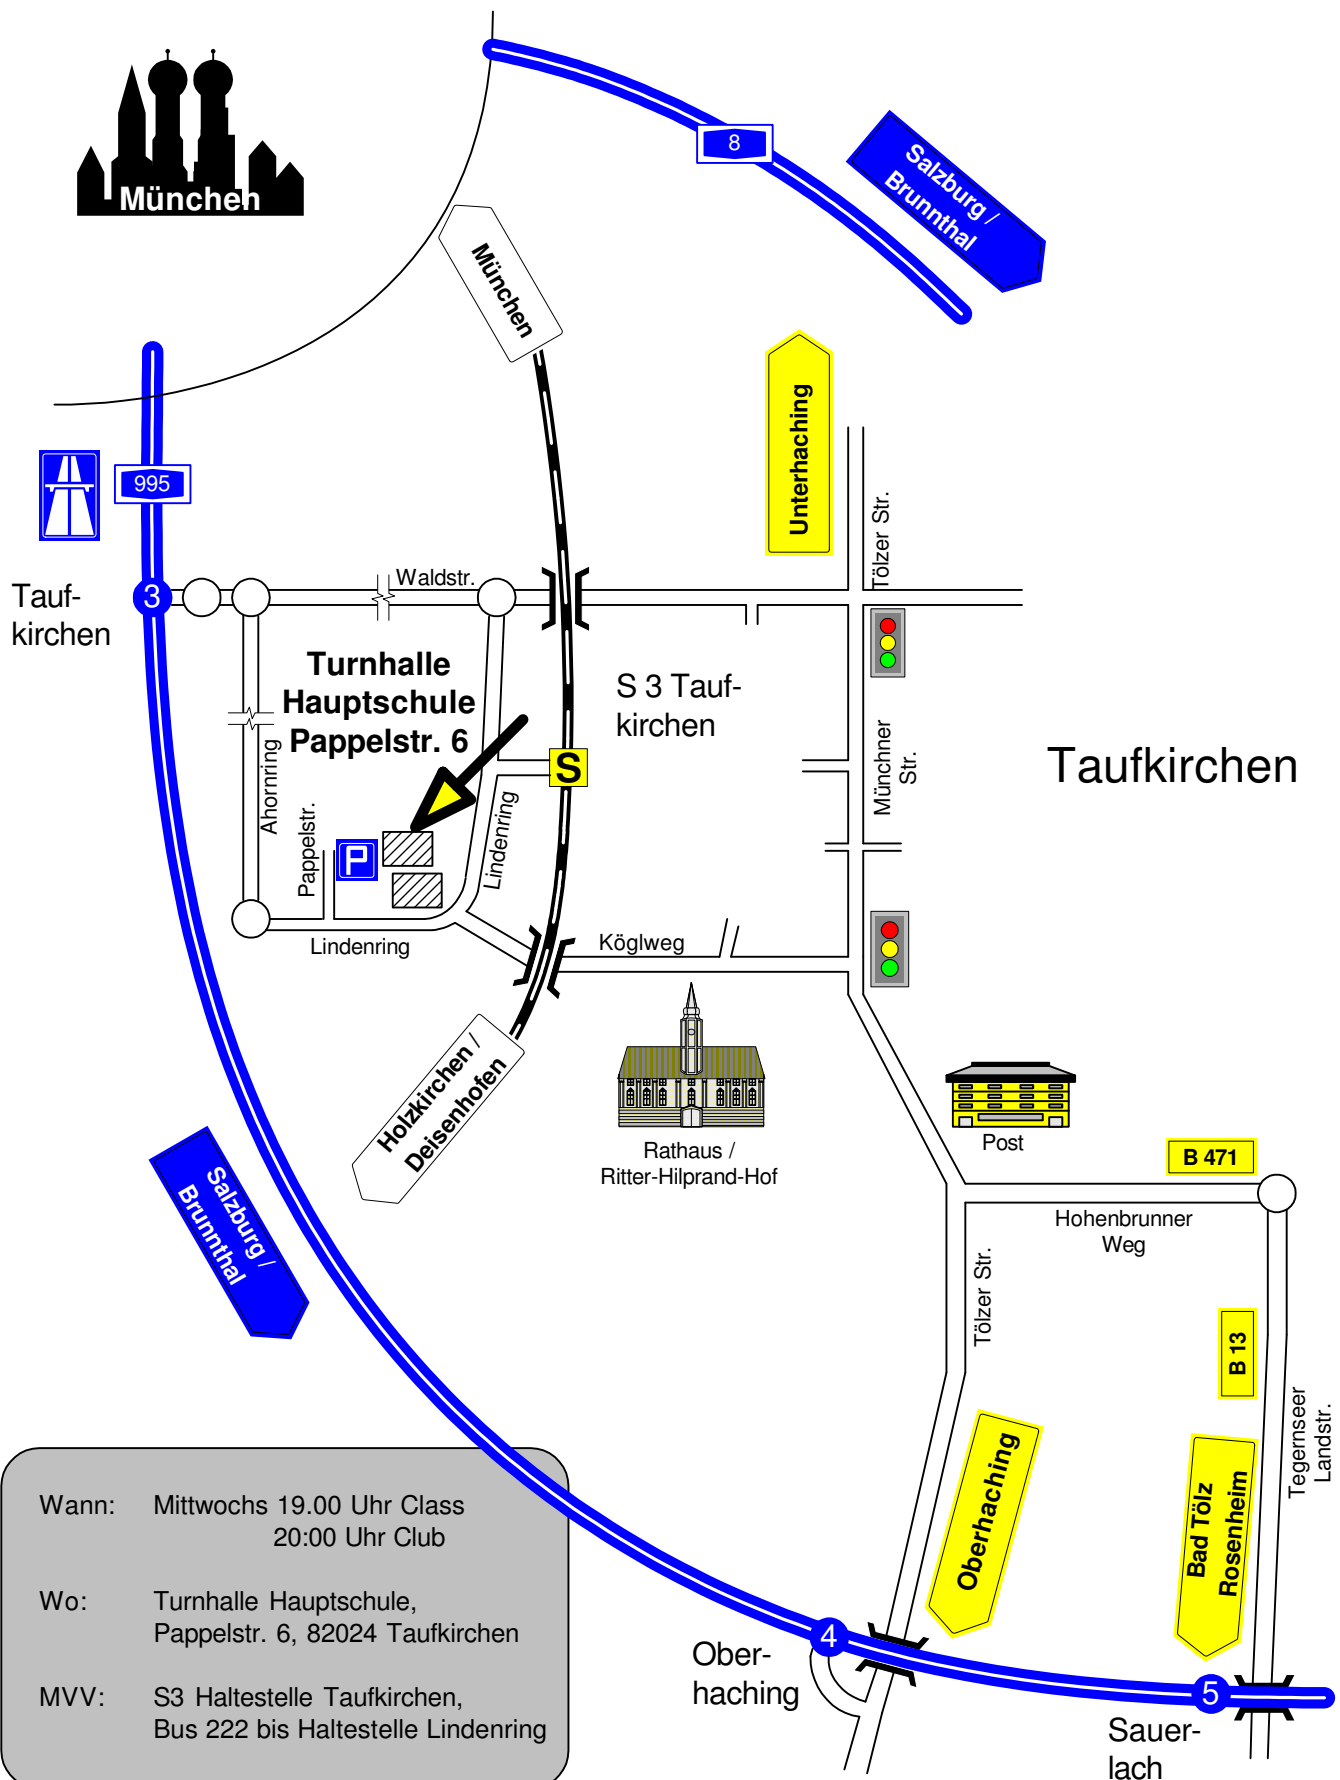 München
8
Salzburg /
Brunnthal
München
Unterhaching
995
Tölzer Str.
Waldstr.
3
Tauf-
kirchen
Turnhalle
Hauptschule
Pappelstr. 6
S 3 Tauf-
kirchen
S
Münchner
Str.
Taufkirchen
Ahornring
Pappelstr.
P
Lindenring
Lindenring
Köglweg
Holzkirchen /
Deisenhofen
Rathaus /
Ritter-Hilprand-Hof
Post
B 471
Hohenbrunner
Weg
Salzburg /
Brunnthal
Tölzer Str.
B 13
Tegernseer
Landstr.
Oberhaching
Bad Tölz
Rosenheim
Wann: Mittwochs 19.00 Uhr Class
20:00 Uhr Club
Wo: Turnhalle Hauptschule,
Pappelstr. 6, 82024 Taufkirchen
MVV: S3 Haltestelle Taufkirchen,
Bus 222 bis Haltestelle Lindenring
4
Ober-
haching
5
Sauer-
lach